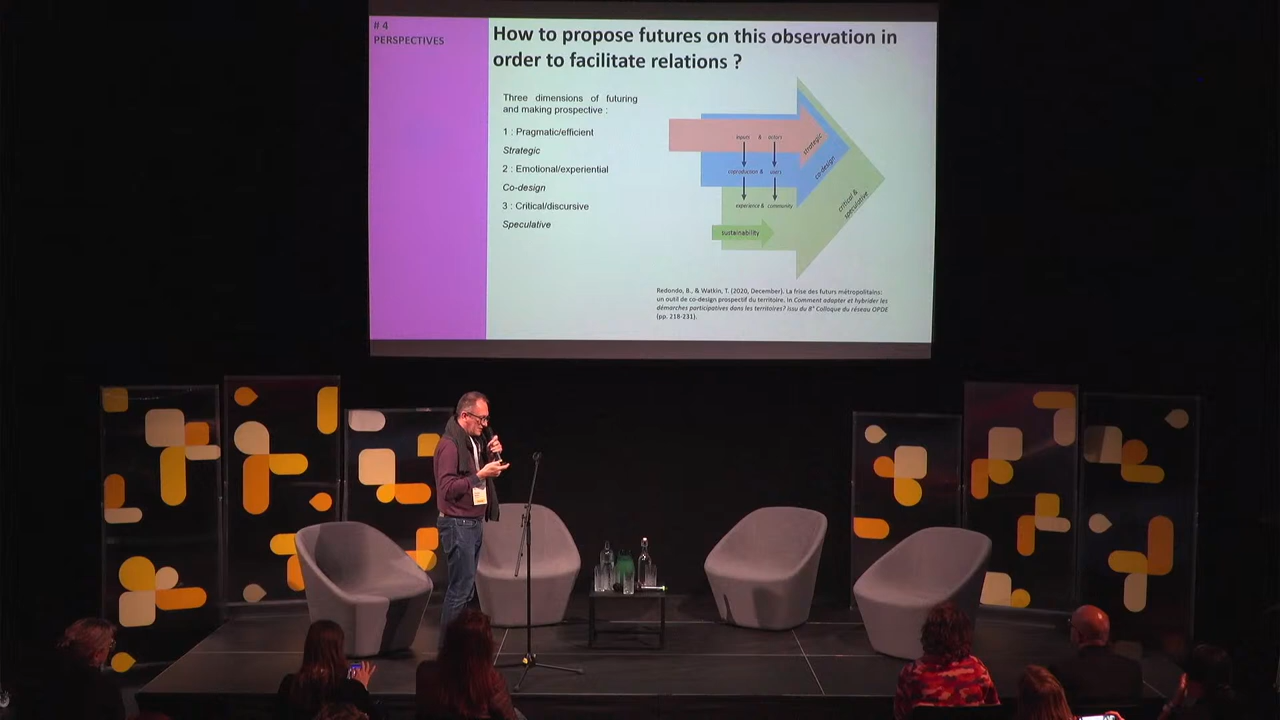 # 4
PERSPECTIVES
How to propose futures on this observation in
order to facilitate relations ?
Three dimensions of futuring
and making prospective :
1 : Pragmatic/efficient
Strategic
2 : Emotional/experiential
Co-design
3 : Critical/discursive
Speculative
inputs & actors
strategic
coproduction & users
co-design
experience & community
critical &
speculative
sustainability
Redondo, B., & Watkin, T. (2020, December). La frise des futurs métropolitains:
un outil de co-design prospectif du territoire. In Comment adapter et hybrider les
démarches participatives dans les territoires? issu du 8° Colloque du réseau OPDE
(pp. 218-231).